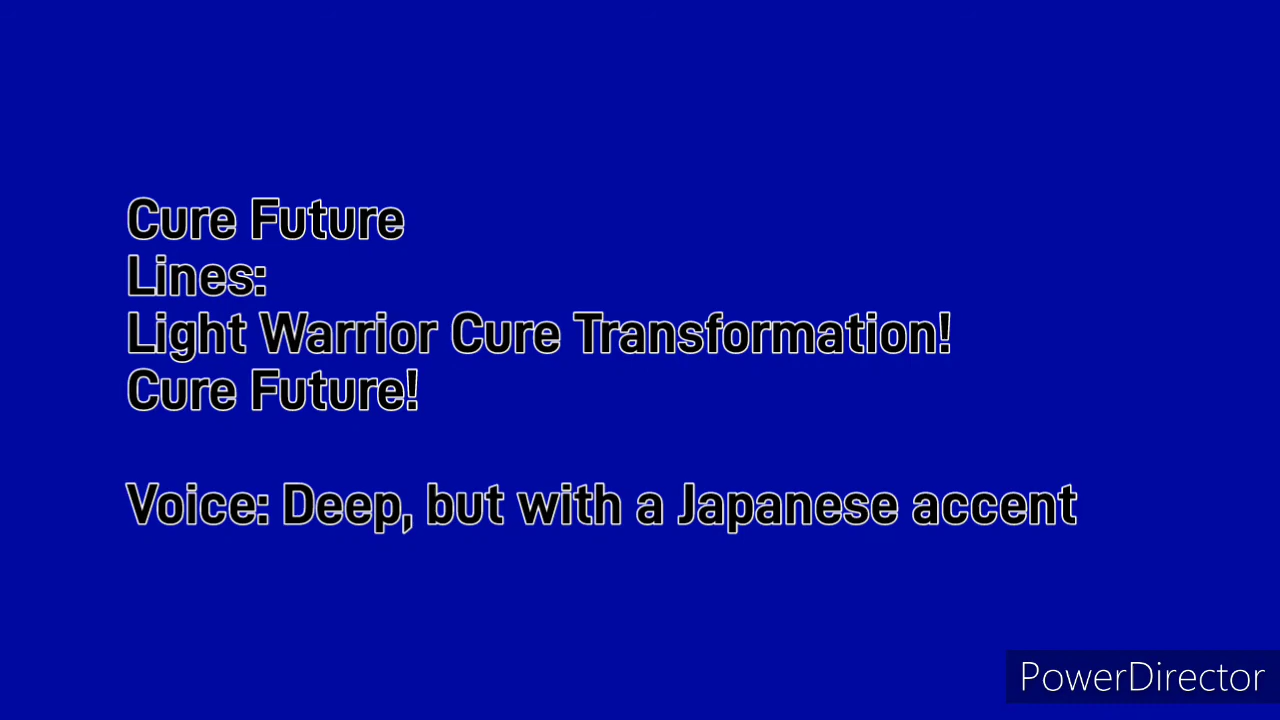 Cure Future
Lines:
Light Warrior Cure Transformation!
Cure Future!
Voice: Deep, but with a Japanese accent
PowerDirector